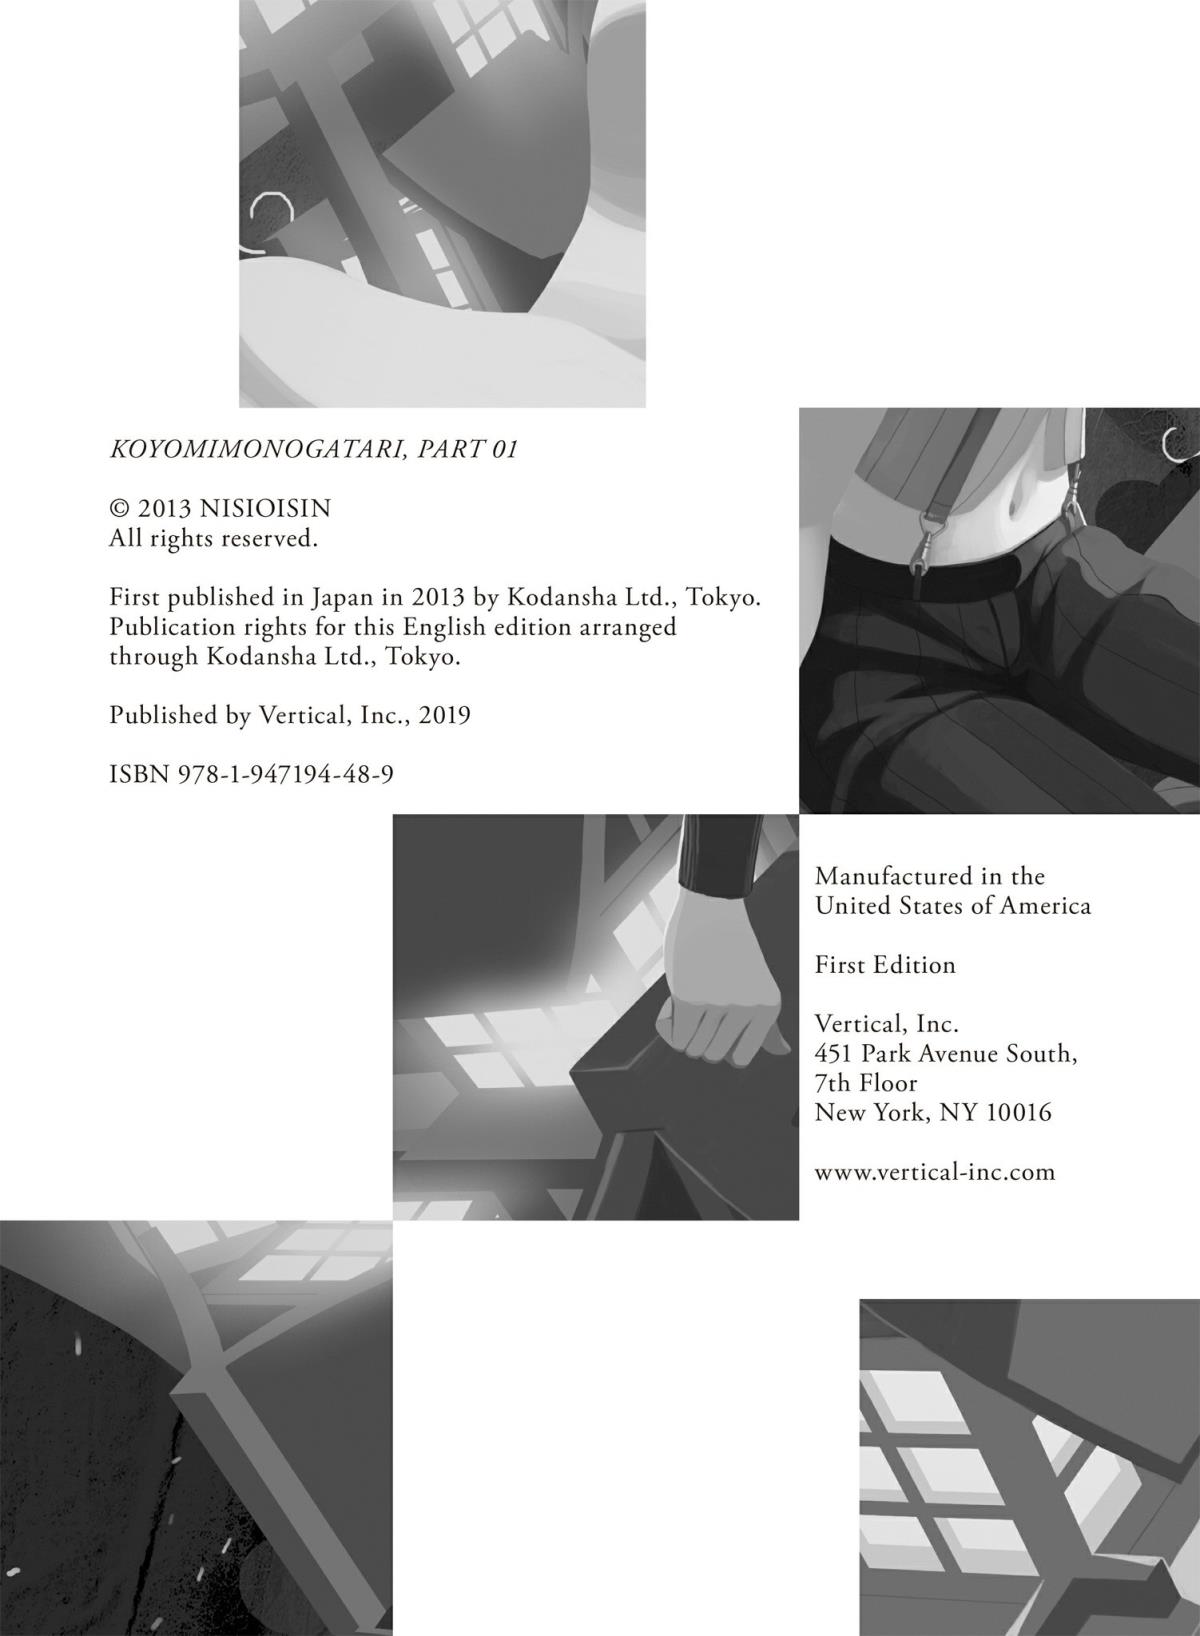 KOYOMIMONOGATARI, PART 01
© 2013 NISIOISIN
All rights reserved.
First published in Japan in 2013 by Kodansha Ltd., Tokyo.
Publication rights for this English edition arranged
through Kodansha Ltd., Tokyo.
Published by Vertical, Inc., 2019
ISBN 978-1-947194-48-9
Manufactured in the
United States of America
First Edition
Vertical, Inc.
451 Park Avenue South,
7th Floor
New York, NY 10016
www.vertical-inc.com